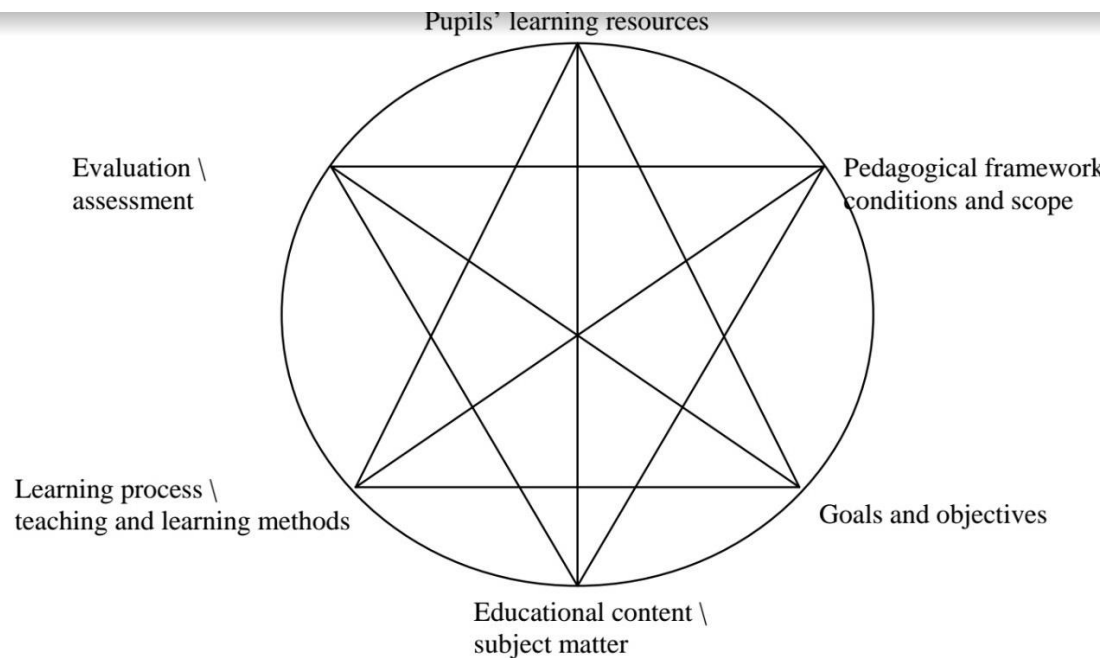 Pupils' learning resources
Evaluation \
assessment
Pedagogical framework
conditions and scope
Learning process \
teaching and learning methods
Goals and objectives
Educational content \
subject matter